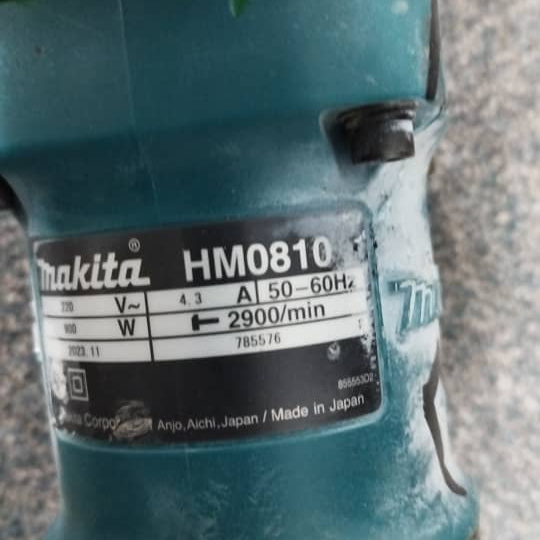 makita® HM0810
220 V~ 4.3 A 50-60Hz
900 W 2900/min
2023.11 785576
855553D2
Anjo, Aichi, Japan / Made in Japan